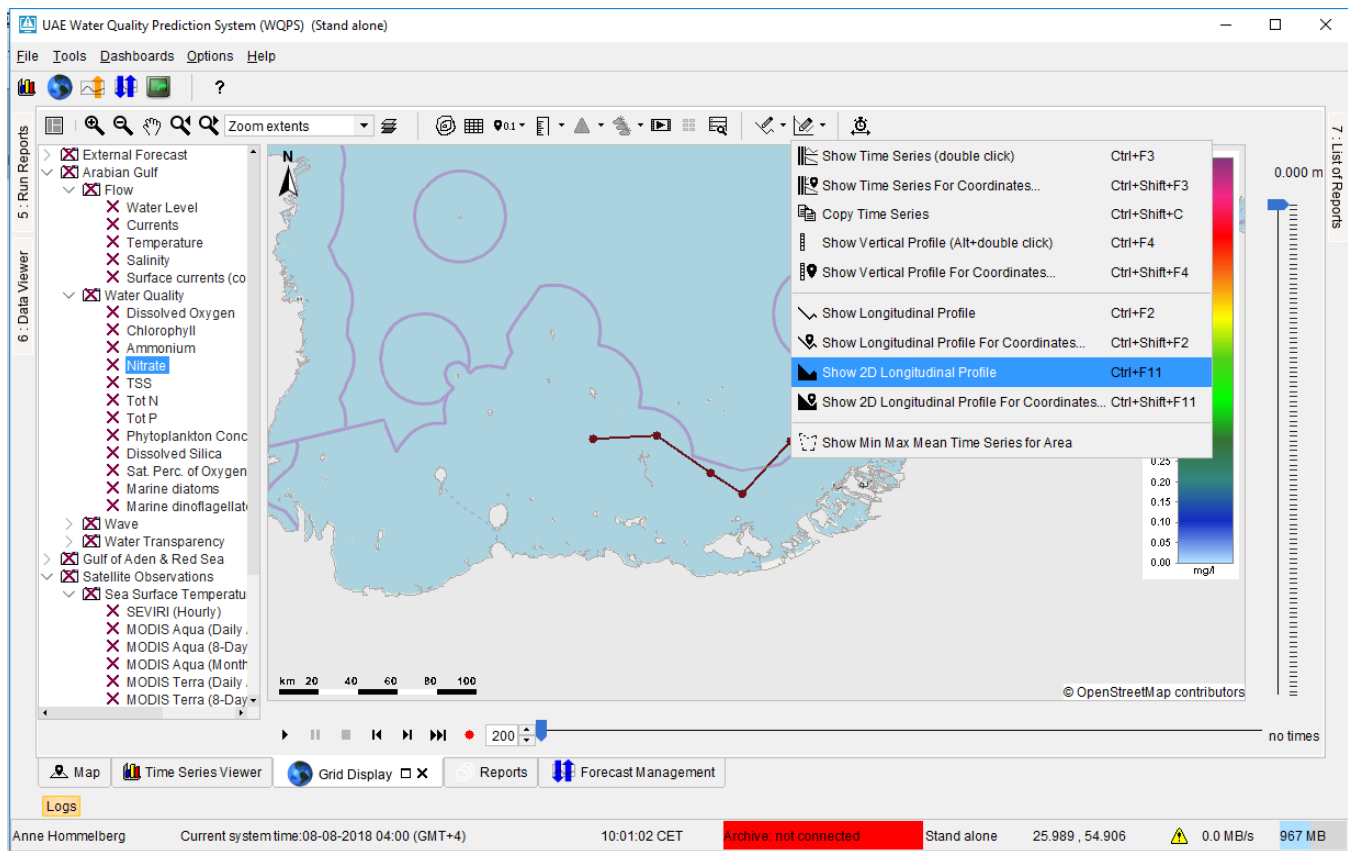 UAE Water Quality Prediction System (WQPS) (Stand alone)
File Tools Dashboards Options Help
?
Zoom extents
0.1
5 : Run Reports
6 : Data Viewer
7 : List of Reports
External Forecast
Arabian Gulf
Flow
Water Level
Currents
Temperature
Salinity
Surface currents (co
Water Quality
Dissolved Oxygen
Chlorophyll
Ammonium
Nitrate
TSS
Tot N
Tot P
Phytoplankton Conc
Dissolved Silica
Sat. Perc. of Oxygen
Marine diatoms
Marine dinoflagellat
Wave
Water Transparency
Gulf of Aden & Red Sea
Satellite Observations
Sea Surface Temperatu
SEVIRI (Hourly)
MODIS Aqua (Daily
MODIS Aqua (8-Day
MODIS Aqua (Month
MODIS Terra (Daily
MODIS Terra (8-Day
N
Show Time Series (double click) Ctrl+F3
Show Time Series For Coordinates... Ctrl+Shift+F3
Copy Time Series Ctrl+Shift+C
Show Vertical Profile (Alt+double click) Ctrl+F4
Show Vertical Profile For Coordinates... Ctrl+Shift+F4
Show Longitudinal Profile Ctrl+F2
Show Longitudinal Profile For Coordinates... Ctrl+Shift+F2
Show 2D Longitudinal Profile Ctrl+F11
Show 2D Longitudinal Profile For Coordinates... Ctrl+Shift+F11
Show Min Max Mean Time Series for Area
0.000 m
0.25
0.20
0.15
0.10
0.05
0.00
mg/l
km 20 40 60 80 100
© OpenStreetMap contributors
200
no times
Map Time Series Viewer Grid Display Reports Forecast Management
Logs
Anne Hommelberg Current system time:08-08-2018 04:00 (GMT+4) 10:01:02 CET Archive: not connected Stand alone 25.989 , 54.906 0.0 MB/s 967 MB